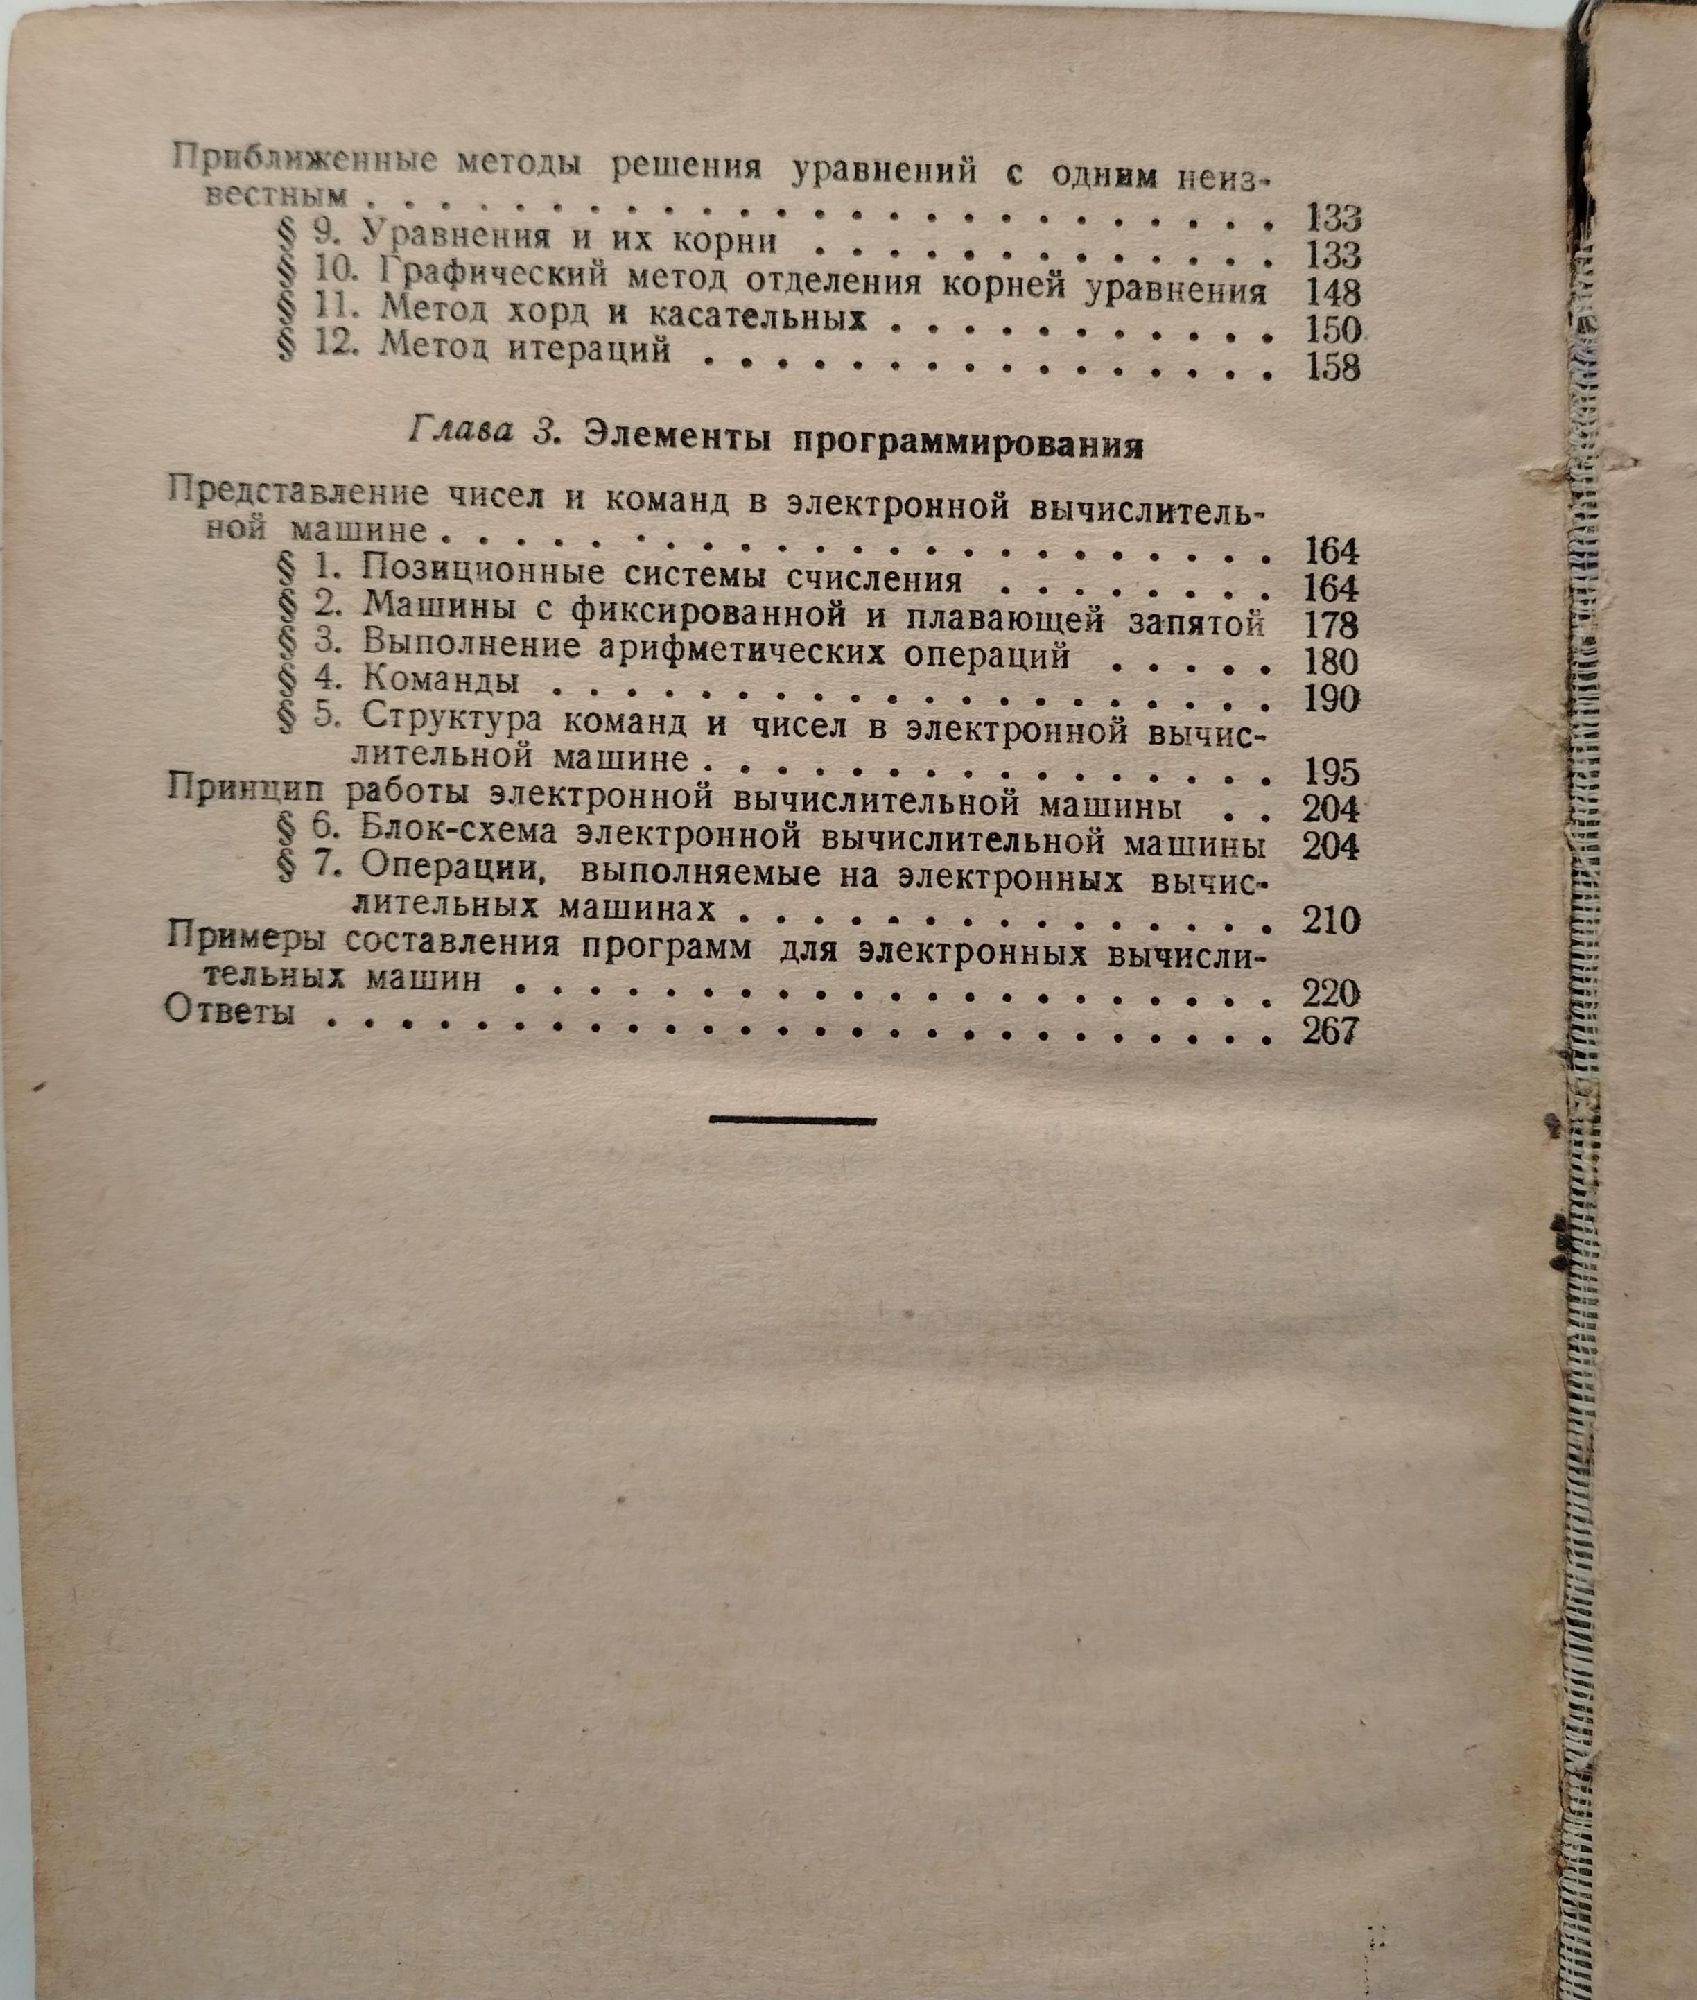 Приближенные методы решения уравнений с одним неиз-
вестным . . . . . . . . . . . . . . . . . . . . . . . . . 133
§ 9. Уравнения и их корни . . . . . . . . . . . . . 133
§ 10. Графический метод отделения корней уравнения 148
§ 11. Метод хорд и касательных . . . . . . . . . . . 150
§ 12. Метод итераций . . . . . . . . . . . . . . . . 158
Глава 3. Элементы программирования
Представление чисел и команд в электронной вычислитель-
ной машине . . . . . . . . . . . . . . . . . . . . . . . 164
§ 1. Позиционные системы счисления . . . . . . . . 164
§ 2. Машины с фиксированной и плавающей запятой 178
§ 3. Выполнение арифметических операций . . . . . 180
§ 4. Команды . . . . . . . . . . . . . . . . . . . . 190
§ 5. Структура команд и чисел в электронной вычис-
лительной машине . . . . . . . . . . . . . . . . 195
Принцип работы электронной вычислительной машины . . 204
§ 6. Блок-схема электронной вычислительной машины 204
§ 7. Операции, выполняемые на электронных вычис-
лительных машинах . . . . . . . . . . . . . . . 210
Примеры составления программ для электронных вычисли-
тельных машин . . . . . . . . . . . . . . . . . . . . . 220
Ответы . . . . . . . . . . . . . . . . . . . . . . . . . . 267